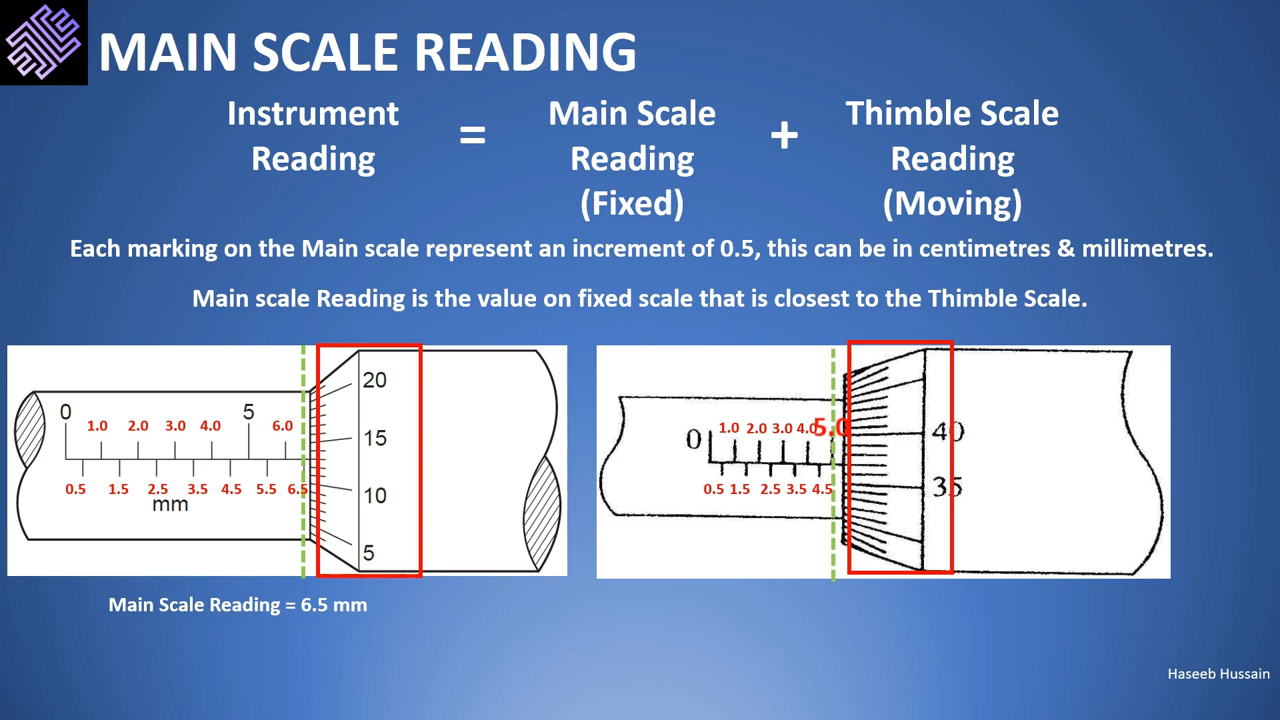 MAIN SCALE READING
Instrument
Reading
=
Main Scale
Reading
(Fixed)
+
Thimble Scale
Reading
(Moving)
Each marking on the Main scale represent an increment of 0.5, this can be in centimetres & millimetres.
Main scale Reading is the value on fixed scale that is closest to the Thimble Scale.
0 5
1.0 2.0 3.0 4.0 6.0
0.5 1.5 2.5 3.5 4.5 5.5 6.5
mm
20
15
10
5
0
1.0 2.0 3.0 4.0 5.0
0.5 1.5 2.5 3.5 4.5
40
35
Main Scale Reading = 6.5 mm
Haseeb Hussain